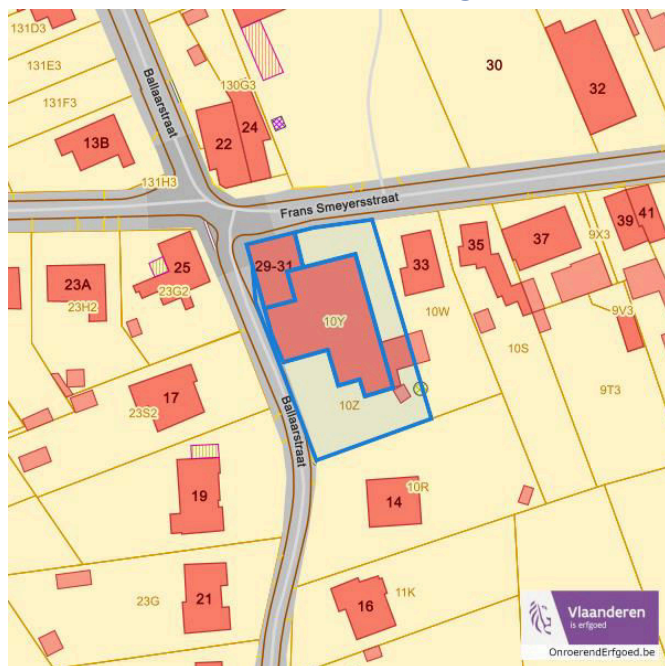 131D3
131E3
131F3
Ballaarstraat
130G3
30
32
13B
22
24
131H3
Frans Smeyersstraat
25
23A
23H2
23G2
29-31
33
35
37
9X3
39
41
10Y
10W
9V3
10S
17
23S2
10Z
9T3
Ballaarstraat
19
14
10R
23G
21
16
11K
Vlaanderen
is erfgoed
OnroerendErfgoed.be